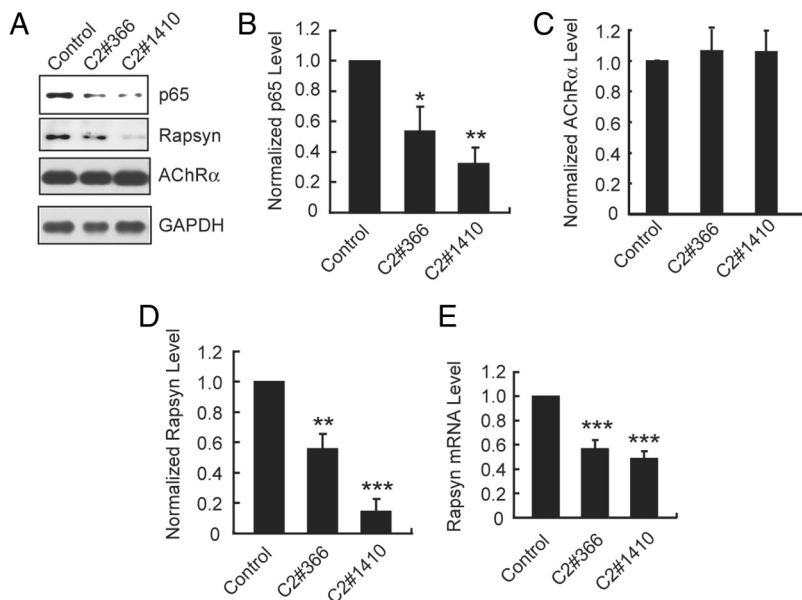 A
Control
C2#366
C2#1410
p65
Rapsyn
AChRα
GAPDH
B
Normalized p65 Level
1.2
1.0
0.8
0.6
0.4
0.2
0
*
**
Control
C2#366
C2#1410
C
Normalized AChRα Level
1.2
1.0
1.2
0.8
0.6
0.4
0.2
0
Control
C2#366
C2#1410
D
Normalized Rapsyn Level
1.2
1.0
0.8
0.6
0.4
0.2
0
**
***
Control
C2#366
C2#1410
E
Rapsyn mRNA Level
1.2
1.0
0.8
0.6
0.4
0.2
0
***
***
Control
C2#366
C2#1410